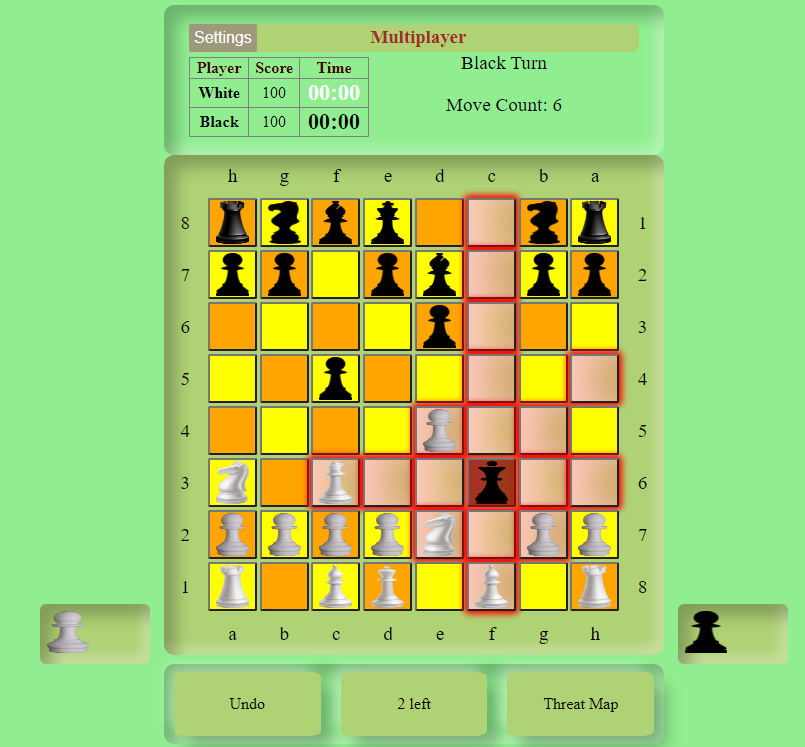 Settings Multiplayer
Player Score Time
White 100 00:00
Black 100 00:00
Black Turn
Move Count: 6
h g f e d c b a
8 1
7 2
6 3
5 4
4 5
3 6
2 7
1 8
a b c d e f g h
Undo 2 left Threat Map